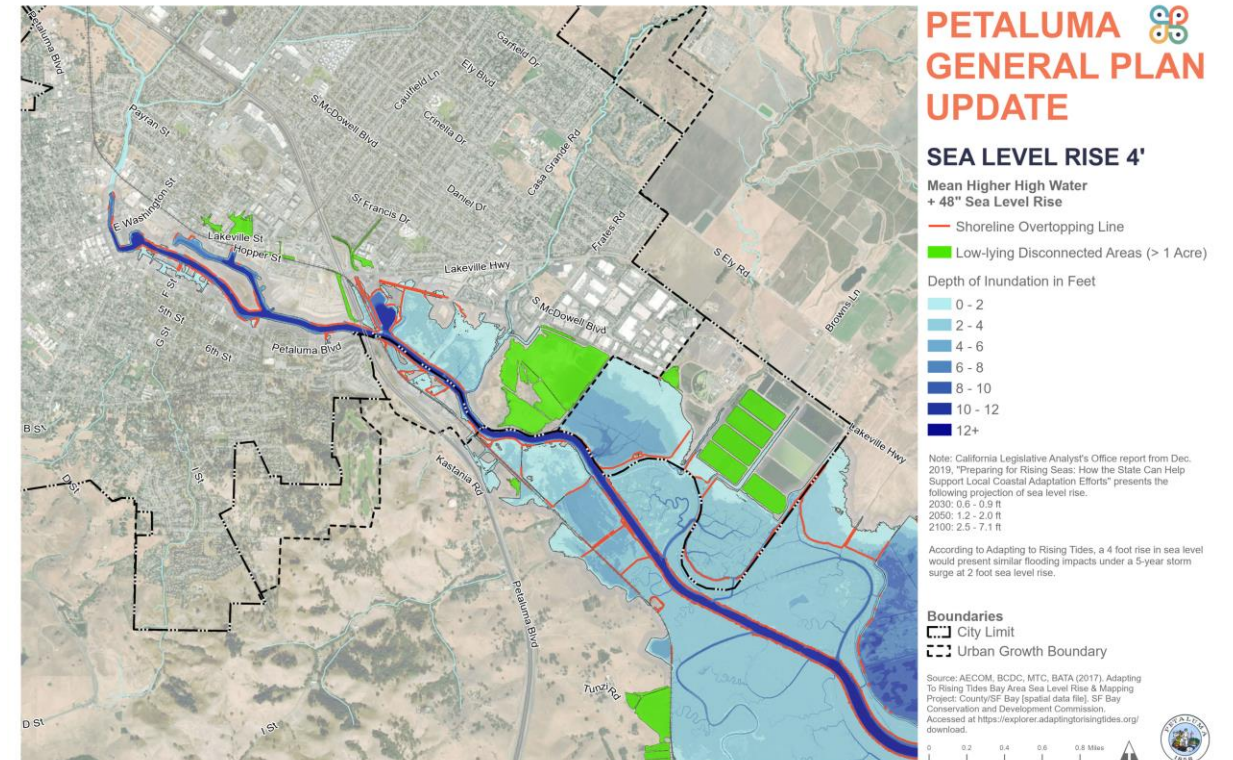 PETALUMA
GENERAL PLAN
UPDATE
SEA LEVEL RISE 4'
Mean Higher High Water
+ 48" Sea Level Rise
Shoreline Overtopping Line
Low-lying Disconnected Areas (> 1 Acre)
Depth of Inundation in Feet
0 - 2
2 - 4
4 - 6
6 - 8
8 - 10
10 - 12
12+
Note: California Legislative Analyst's Office report from Dec.
2019, "Preparing for Rising Seas: How the State Can Help
Support Local Coastal Adaptation Efforts" presents the
following projection of sea level rise.
2030: 0.6 - 0.9 ft
2050: 1.2 - 2.0 ft
2100: 2.5 - 7.1 ft
According to Adapting to Rising Tides, a 4 foot rise in sea level
would present similar flooding impacts under a 5-year storm
surge at 2 foot sea level rise.
Boundaries
City Limit
Urban Growth Boundary
Source: AECOM, BCDC, MTC, BATA (2017). Adapting
To Rising Tides Bay Area Sea Level Rise & Mapping
Project: County/SF Bay [spatial data file]. SF Bay
Conservation and Development Commission.
Accessed at https://explorer.adaptingtorisingtides.org/
download.
0 0.2 0.4 0.6 0.8 Miles
PETALUMA
1858
Petaluma Blvd
Payran St
E Washington St
Lakeville St
Hopper St
F St
5th St
G St
6th St
Petaluma Blvd
S McDowell Blvd
Caulfield Ln
Ely Blvd
Garfield Dr
Crinella Dr
St Francis Dr
Daniel Dr
Casa Grande Rd
Frates Rd
Lakeville Hwy
S McDowell Blvd
S Ely Rd
Browns Ln
Lakeville Hwy
B St
D St
I St
Kastania Rd
Petaluma Blvd
Tunzi Rd
D St
I St